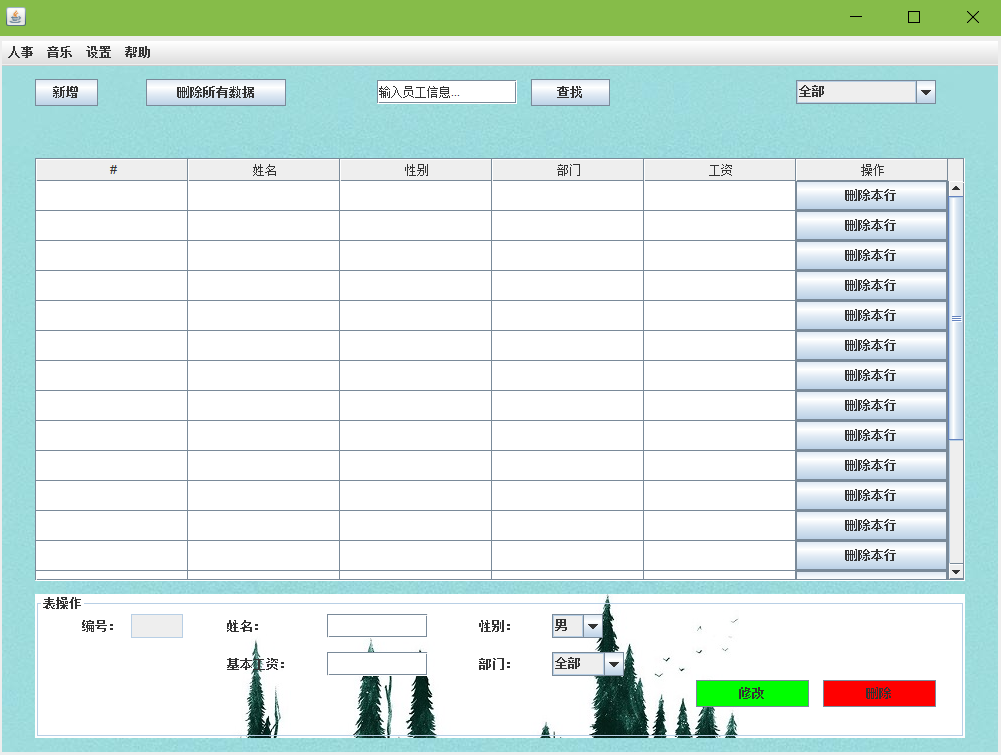 人事 音乐 设置 帮助
新增 删除所有数据 输入员工信息... 查找 全部
# 姓名 性别 部门 工资 操作
删除本行
删除本行
删除本行
删除本行
删除本行
删除本行
删除本行
删除本行
删除本行
删除本行
删除本行
删除本行
删除本行
表操作
编号: 姓名: 性别: 男
基本工资: 部门: 全部
修改 删除